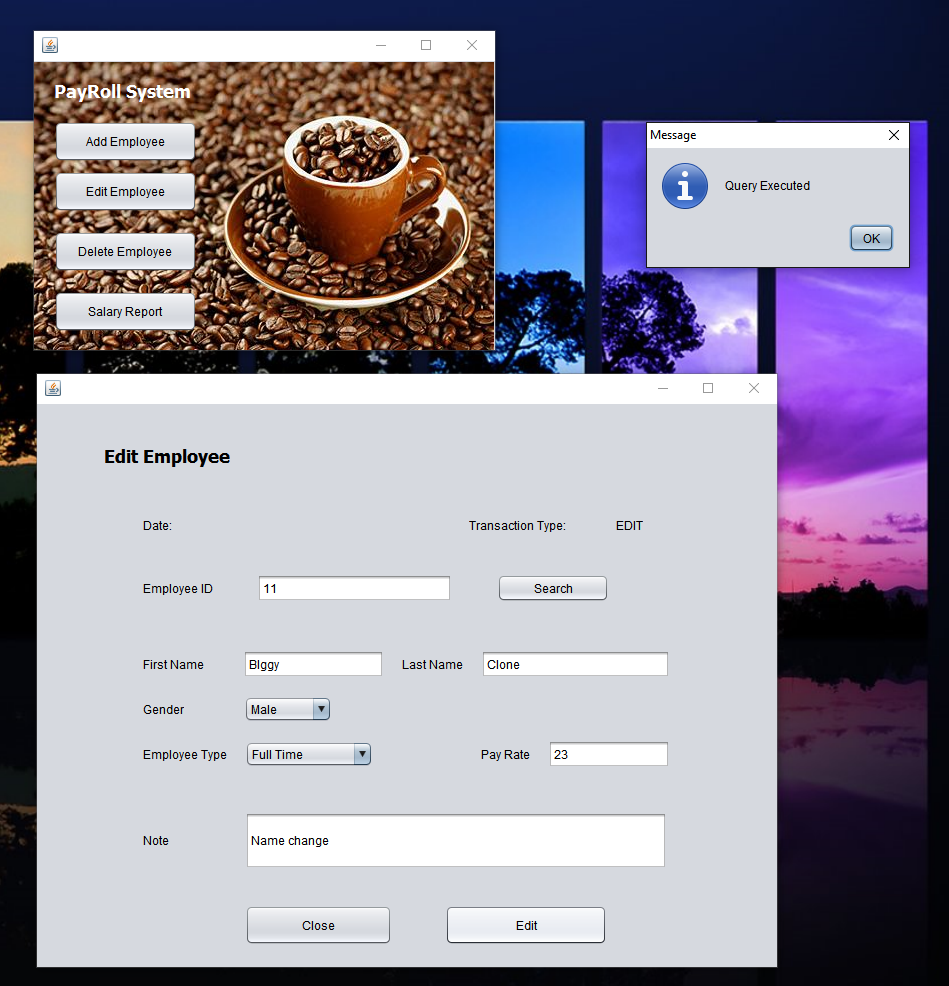 PayRoll System
Add Employee
Edit Employee
Delete Employee
Salary Report
Message
Query Executed
OK
Edit Employee
Date: Transaction Type: EDIT
Employee ID 11 Search
First Name BIggy Last Name Clone
Gender Male
Employee Type Full Time Pay Rate 23
Note Name change
Close Edit